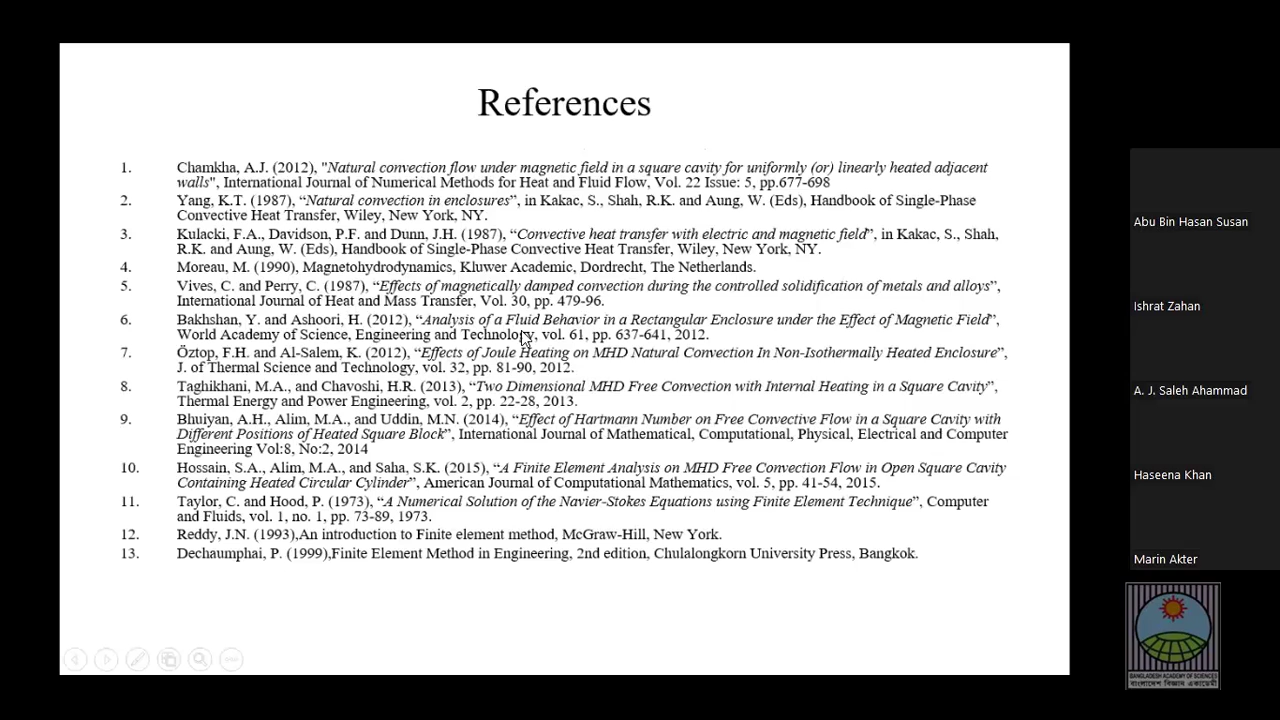 References
1. Chamkha, A.J. (2012), "Natural convection flow under magnetic field in a square cavity for uniformly (or) linearly heated adjacent
walls", International Journal of Numerical Methods for Heat and Fluid Flow, Vol. 22 Issue: 5, pp.677-698
2. Yang, K.T. (1987), “Natural convection in enclosures”, in Kakac, S., Shah, R.K. and Aung, W. (Eds), Handbook of Single-Phase
Convective Heat Transfer, Wiley, New York, NY.
3. Kulacki, F.A., Davidson, P.F. and Dunn, J.H. (1987), “Convective heat transfer with electric and magnetic field”, in Kakac, S., Shah,
R.K. and Aung, W. (Eds), Handbook of Single-Phase Convective Heat Transfer, Wiley, New York, NY.
4. Moreau, M. (1990), Magnetohydrodynamics, Kluwer Academic, Dordrecht, The Netherlands.
5. Vives, C. and Perry, C. (1987), “Effects of magnetically damped convection during the controlled solidification of metals and alloys”,
International Journal of Heat and Mass Transfer, Vol. 30, pp. 479-96.
6. Bakhshan, Y. and Ashoori, H. (2012), “Analysis of a Fluid Behavior in a Rectangular Enclosure under the Effect of Magnetic Field”,
World Academy of Science, Engineering and Technology, vol. 61, pp. 637-641, 2012.
7. Öztop, F.H. and Al-Salem, K. (2012), “Effects of Joule Heating on MHD Natural Convection In Non-Isothermally Heated Enclosure”,
J. of Thermal Science and Technology, vol. 32, pp. 81-90, 2012.
8. Taghikhani, M.A., and Chavoshi, H.R. (2013), “Two Dimensional MHD Free Convection with Internal Heating in a Square Cavity”,
Thermal Energy and Power Engineering, vol. 2, pp. 22-28, 2013.
9. Bhuiyan, A.H., Alim, M.A., and Uddin, M.N. (2014), “Effect of Hartmann Number on Free Convective Flow in a Square Cavity with
Different Positions of Heated Square Block”, International Journal of Mathematical, Computational, Physical, Electrical and Computer
Engineering Vol:8, No:2, 2014
10. Hossain, S.A., Alim, M.A., and Saha, S.K. (2015), “A Finite Element Analysis on MHD Free Convection Flow in Open Square Cavity
Containing Heated Circular Cylinder”, American Journal of Computational Mathematics, vol. 5, pp. 41-54, 2015.
11. Taylor, C. and Hood, P. (1973), “A Numerical Solution of the Navier-Stokes Equations using Finite Element Technique”, Computer
and Fluids, vol. 1, no. 1, pp. 73-89, 1973.
12. Reddy, J.N. (1993),An introduction to Finite element method, McGraw-Hill, New York.
13. Dechaumphai, P. (1999),Finite Element Method in Engineering, 2nd edition, Chulalongkorn University Press, Bangkok.
Abu Bin Hasan Susan
Ishrat Zahan
A. J. Saleh Ahammad
Haseena Khan
Marin Akter
BANGLADESH ACADEMY OF SCIENCES
বাংলাদেশ বিজ্ঞান একাডেমী